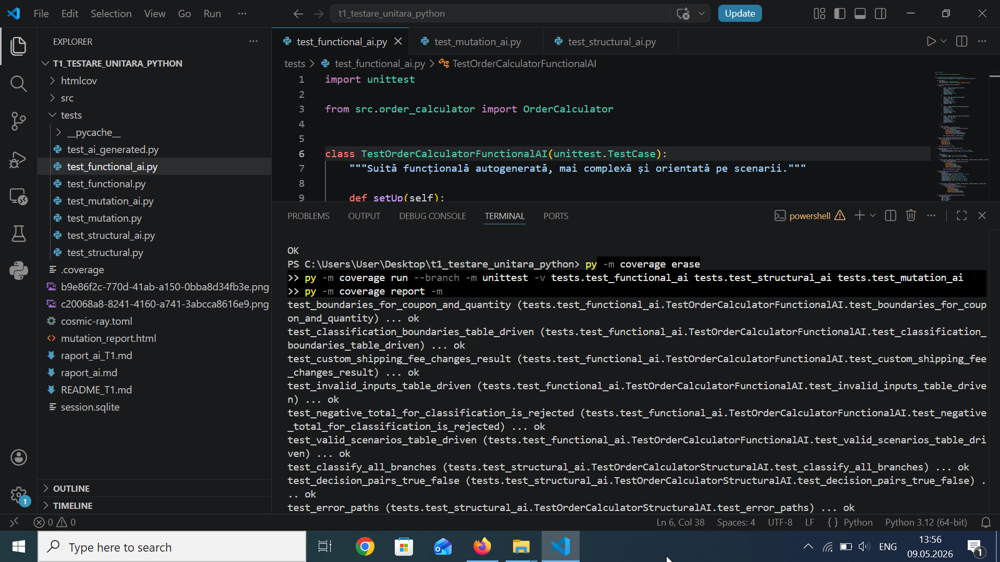 File Edit Selection View Go Run ···
t1_testare_unitara_python
Update
EXPLORER
T1_TESTARE_UNITARA_PYTHON
htmlcov
src
tests
__pycache__
test_ai_generated.py
test_functional_ai.py
test_functional.py
test_mutation_ai.py
test_mutation.py
test_structural_ai.py
test_structural.py
.coverage
b9e86f2c-770d-41ab-a150-0bba8d34fb3e.png
c20068a8-8241-4160-a741-3abcca8616e9.png
cosmic-ray.toml
mutation_report.html
raport_ai_T1.md
raport_ai.md
README_T1.md
session.sqlite
OUTLINE
TIMELINE
1
test_functional_ai.py test_mutation_ai.py test_structural_ai.py
tests > test_functional_ai.py > TestOrderCalculatorFunctionalAI
1 import unittest
2
3 from src.order_calculator import OrderCalculator
4
5
6 class TestOrderCalculatorFunctionalAI(unittest.TestCase):
7 """Suită funcțională autogenerată, mai complexă și orientată pe scenarii."""
8
9 def setUp(self):
PROBLEMS OUTPUT DEBUG CONSOLE TERMINAL PORTS
powershell
OK
PS C:\Users\User\Desktop\t1_testare_unitara_python> py -m coverage erase
>> py -m coverage run --branch -m unittest -v tests.test_functional_ai tests.test_structural_ai tests.test_mutation_ai
>> py -m coverage report -m
test_boundaries_for_coupon_and_quantity (tests.test_functional_ai.TestOrderCalculatorFunctionalAI.test_boundaries_for_coup
on_and_quantity) ... ok
test_classification_boundaries_table_driven (tests.test_functional_ai.TestOrderCalculatorFunctionalAI.test_classification_
boundaries_table_driven) ... ok
test_custom_shipping_fee_changes_result (tests.test_functional_ai.TestOrderCalculatorFunctionalAI.test_custom_shipping_fee
_changes_result) ... ok
test_invalid_inputs_table_driven (tests.test_functional_ai.TestOrderCalculatorFunctionalAI.test_invalid_inputs_table_drive
n) ... ok
test_negative_total_for_classification_is_rejected (tests.test_functional_ai.TestOrderCalculatorFunctionalAI.test_negative
_total_for_classification_is_rejected) ... ok
test_valid_scenarios_table_driven (tests.test_functional_ai.TestOrderCalculatorFunctionalAI.test_valid_scenarios_table_dri
ven) ... ok
test_classify_all_branches (tests.test_structural_ai.TestOrderCalculatorStructuralAI.test_classify_all_branches) ... ok
test_decision_pairs_true_false (tests.test_structural_ai.TestOrderCalculatorStructuralAI.test_decision_pairs_true_false) .
.. ok
test_error_paths (tests.test_structural_ai.TestOrderCalculatorStructuralAI.test_error_paths) ... ok
0 0
Ln 6, Col 38 Spaces: 4 UTF-8 LF { } Python Python 3.12 (64-bit)
Type here to search
ENG
13:56
09.05.2026
1